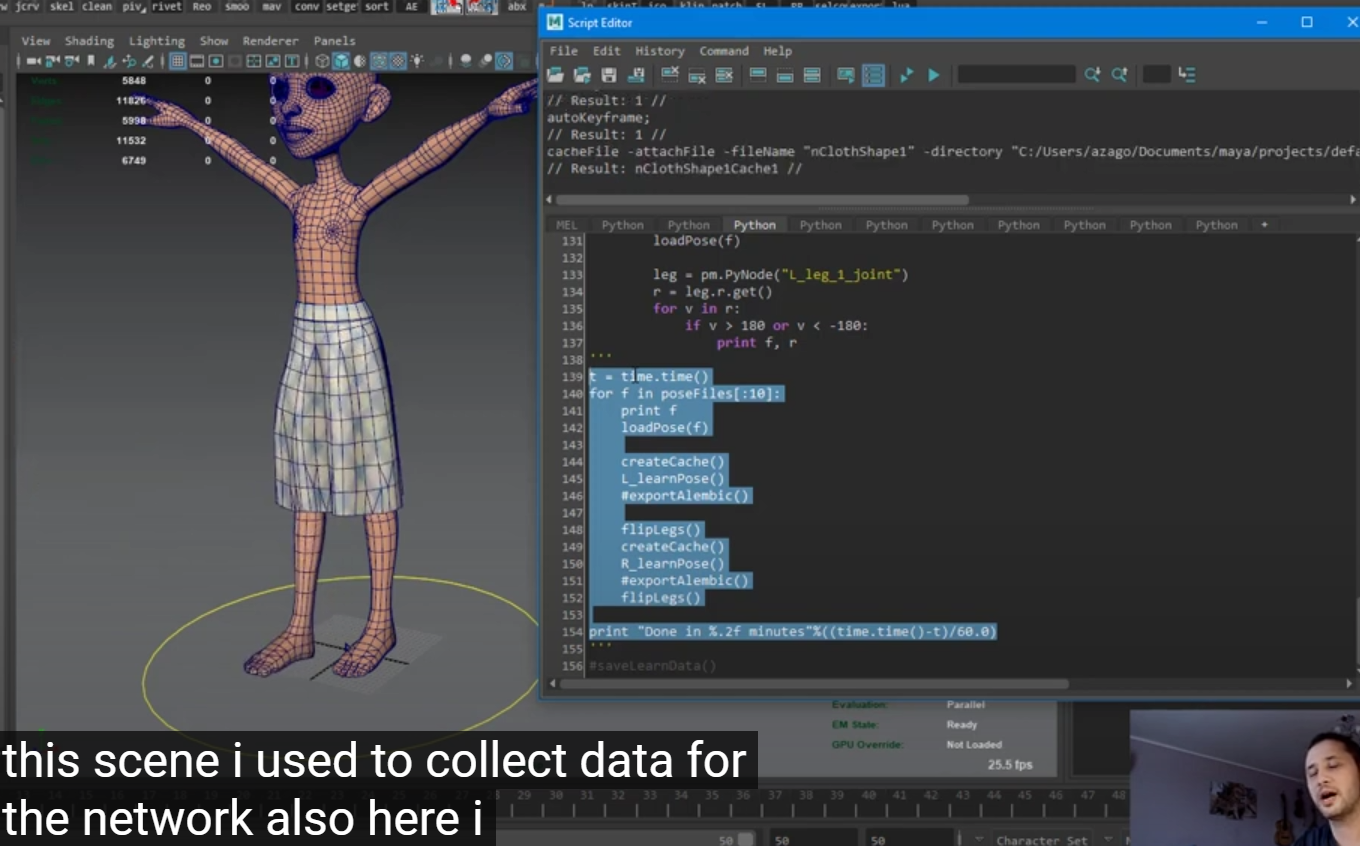 jcrv skel clean piv rivet Reo smoo mav conv setge sort AE abx
Script Editor
View Shading Lighting Show Renderer Panels
File Edit History Command Help
5848 0 0
11826 0 0
5998 0 0
11532 0 0
6749 0 0
// Result: 1 //
autoKeyframe;
// Result: 1 //
cacheFile -attachFile -fileName "nClothShape1" -directory "C:/Users/azago/Documents/maya/projects/defa
// Result: nClothShape1Cache1 //
MEL Python Python Python Python Python Python Python Python Python Python +
131 loadPose(f)
132
133 leg = pm.PyNode("L_leg_1_joint")
134 r = leg.r.get()
135 for v in r:
136 if v > 180 or v < -180:
137 print f, r
138 '''
139 t = time.time()
140 for f in poseFiles[:10]:
141 print f
142 loadPose(f)
143
144 createCache()
145 L_learnPose()
146 #exportAlembic()
147
148 flipLegs()
149 createCache()
150 R_learnPose()
151 #exportAlembic()
152 flipLegs()
153
154 print "Done in %.2f minutes"%((time.time()-t)/60.0)
155 '''
156 #saveLearnData()
Evaluation: Parallel
EM State: Ready
GPU Override: Not Loaded
25.5 fps
this scene i used to collect data for
the network also here i
29 30 31 32 33 34 35 36 37 38 39 40 41 42 43 44 45 46 47 48
50 50 50 Character Set